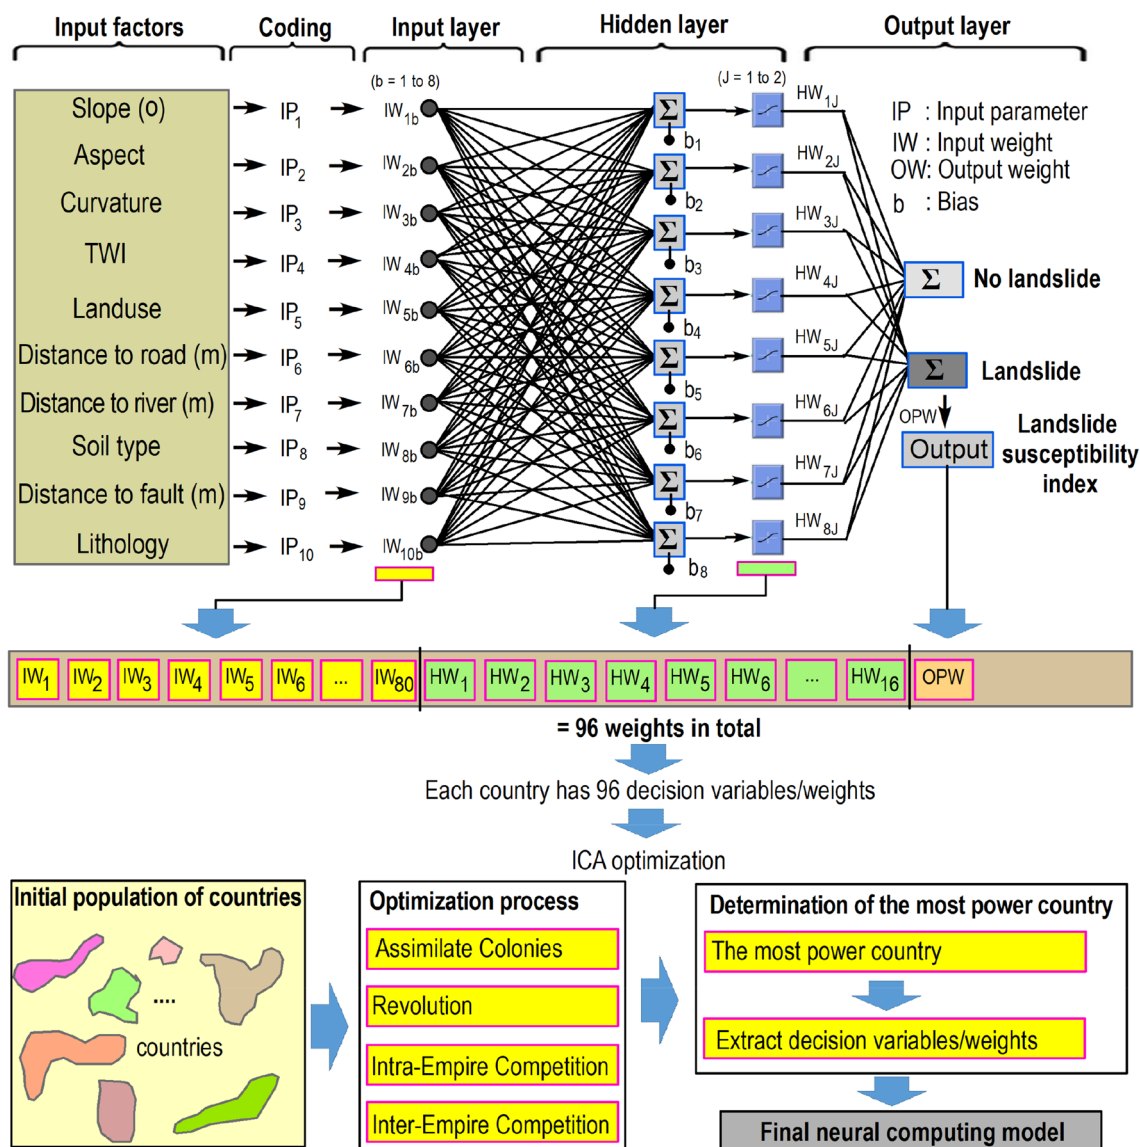 Input factors Coding Input layer Hidden layer Output layer
(b = 1 to 8) (J = 1 to 2)
Slope (o) IP1 IW1b b1 HW1J
Aspect IP2 IW2b b2 HW2J
Curvature IP3 IW3b b3 HW3J
TWI IP4 IW4b b4 HW4J
Landuse IP5 IW5b b5 HW5J
Distance to road (m) IP6 IW6b b6 HW6J
Distance to river (m) IP7 IW7b b7 HW7J
Soil type IP8 IW8b b8 HW8J
Distance to fault (m) IP9 IW9b
Lithology IP10 IW10b
Σ Σ Σ Σ Σ Σ Σ Σ
IP : Input parameter
IW : Input weight
OW: Output weight
b : Bias
Σ No landslide
Σ Landslide
OPW
Output
Landslide
susceptibility
index
IW1 IW2 IW3 IW4 IW5 IW6 ... IW80 HW1 HW2 HW3 HW4 HW5 HW6 ... HW16 OPW
= 96 weights in total
Each country has 96 decision variables/weights
ICA optimization
Initial population of countries
....
countries
Optimization process
Assimilate Colonies
Revolution
Intra-Empire Competition
Inter-Empire Competition
Determination of the most power country
The most power country
Extract decision variables/weights
Final neural computing model